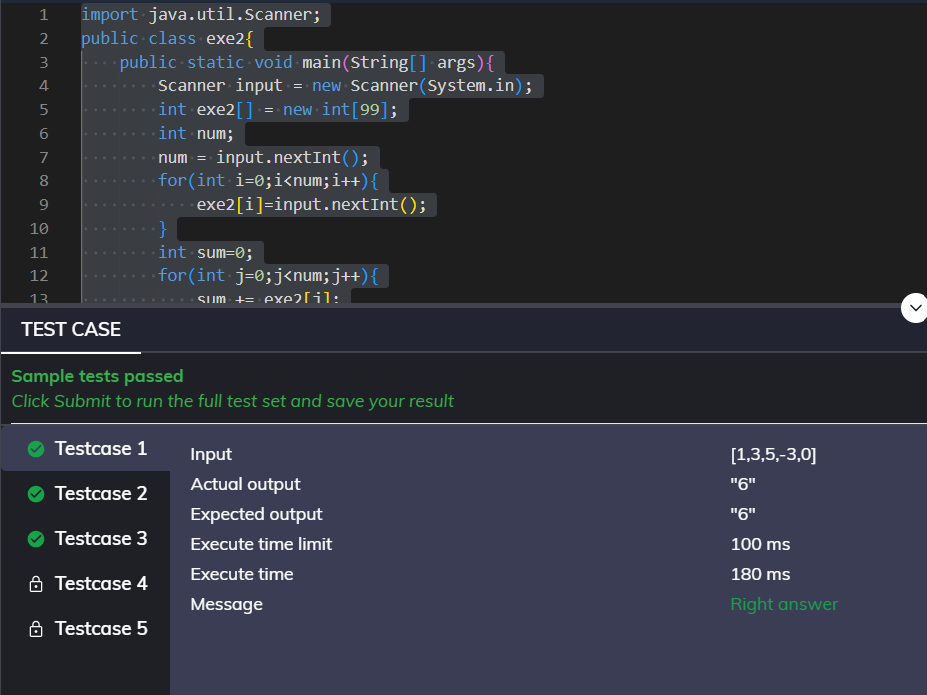 1 import java.util.Scanner;
2 public class exe2{
3 public static void main(String[] args){
4 Scanner input = new Scanner(System.in);
5 int exe2[] = new int[99];
6 int num;
7 num = input.nextInt();
8 for(int i=0;i<num;i++){
9 exe2[i]=input.nextInt();
10 }
11 int sum=0;
12 for(int j=0;j<num;j++){
13 sum += exe2[j];
TEST CASE
Sample tests passed
Click Submit to run the full test set and save your result
Testcase 1
Testcase 2
Testcase 3
Testcase 4
Testcase 5
Input [1,3,5,-3,0]
Actual output "6"
Expected output "6"
Execute time limit 100 ms
Execute time 180 ms
Message Right answer